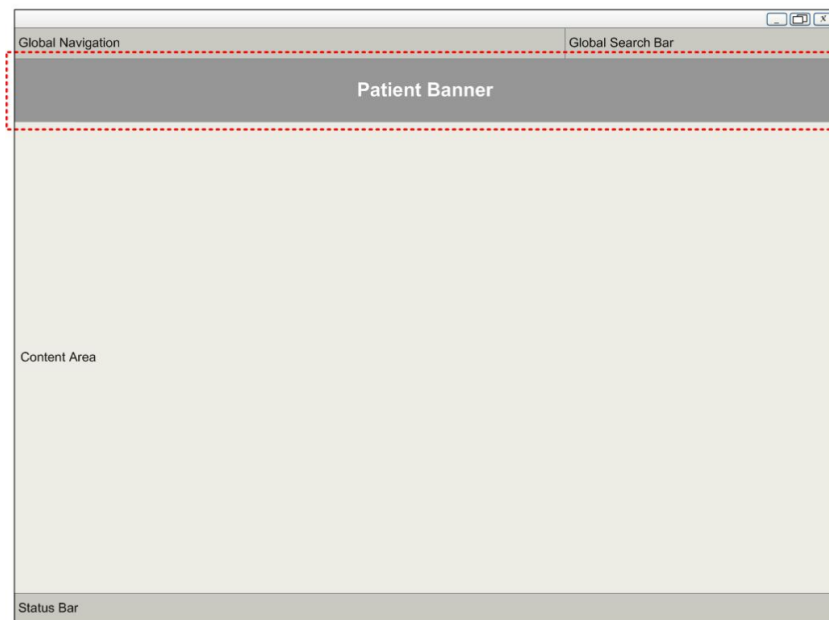 Global Navigation
Global Search Bar
Patient Banner
Content Area
Status Bar